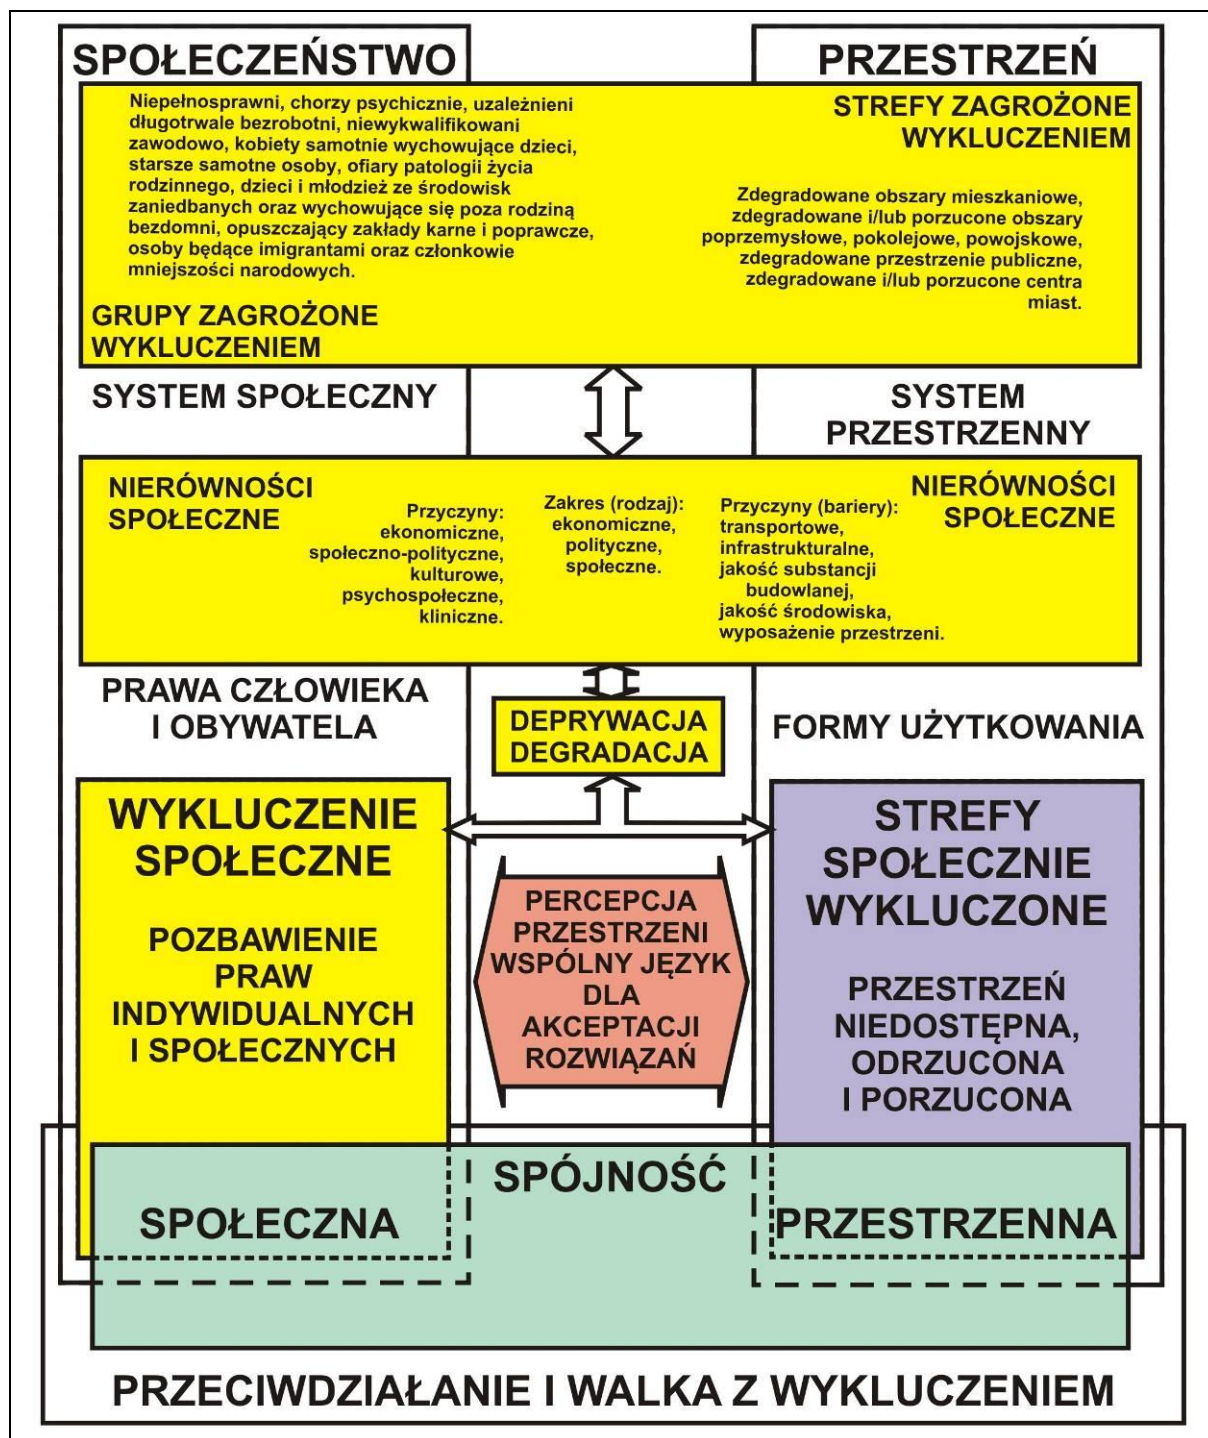 SPOŁECZEŃSTWO
PRZESTRZEŃ
Niepełnosprawni, chorzy psychicznie, uzależnieni
długotrwale bezrobotni, niewykwalifikowani
zawodowo, kobiety samotnie wychowujące dzieci,
starsze samotne osoby, ofiary patologii życia
rodzinnego, dzieci i młodzież ze środowisk
zaniedbanych oraz wychowujące się poza rodziną
bezdomni, opuszczający zakłady karne i poprawcze,
osoby będące imigrantami oraz członkowie
mniejszości narodowych.
GRUPY ZAGROŻONE
WYKLUCZENIEM
STREFY ZAGROŻONE
WYKLUCZENIEM
Zdegradowane obszary mieszkaniowe,
zdegradowane i/lub porzucone obszary
poprzemysłowe, pokolejowe, powojskowe,
zdegradowane przestrzenie publiczne,
zdegradowane i/lub porzucone centra
miast.
SYSTEM SPOŁECZNY
SYSTEM
PRZESTRZENNY
NIERÓWNOŚCI
SPOŁECZNE
Przyczyny:
ekonomiczne,
społeczno-polityczne,
kulturowe,
psychospołeczne,
kliniczne.
Zakres (rodzaj):
ekonomiczne,
polityczne,
społeczne.
Przyczyny (bariery):
transportowe,
infrastrukturalne,
jakość substancji
budowlanej,
jakość środowiska,
wyposażenie przestrzeni.
NIERÓWNOŚCI
SPOŁECZNE
PRAWA CZŁOWIEKA
I OBYWATELA
DEPRYWACJA
DEGRADACJA
FORMY UŻYTKOWANIA
WYKLUCZENIE
SPOŁECZNE
POZBAWIENIE
PRAW
INDYWIDUALNYCH
I SPOŁECZNYCH
PERCEPCJA
PRZESTRZENI
WSPÓLNY JĘZYK
DLA
AKCEPTACJI
ROZWIĄZAŃ
STREFY
SPOŁECZNIE
WYKLUCZONE
PRZESTRZEŃ
NIEDOSTĘPNA,
ODRZUCONA
I PORZUCONA
SPÓJNOŚĆ
SPOŁECZNA
PRZESTRZENNA
PRZECIWDZIAŁANIE I WALKA Z WYKLUCZENIEM